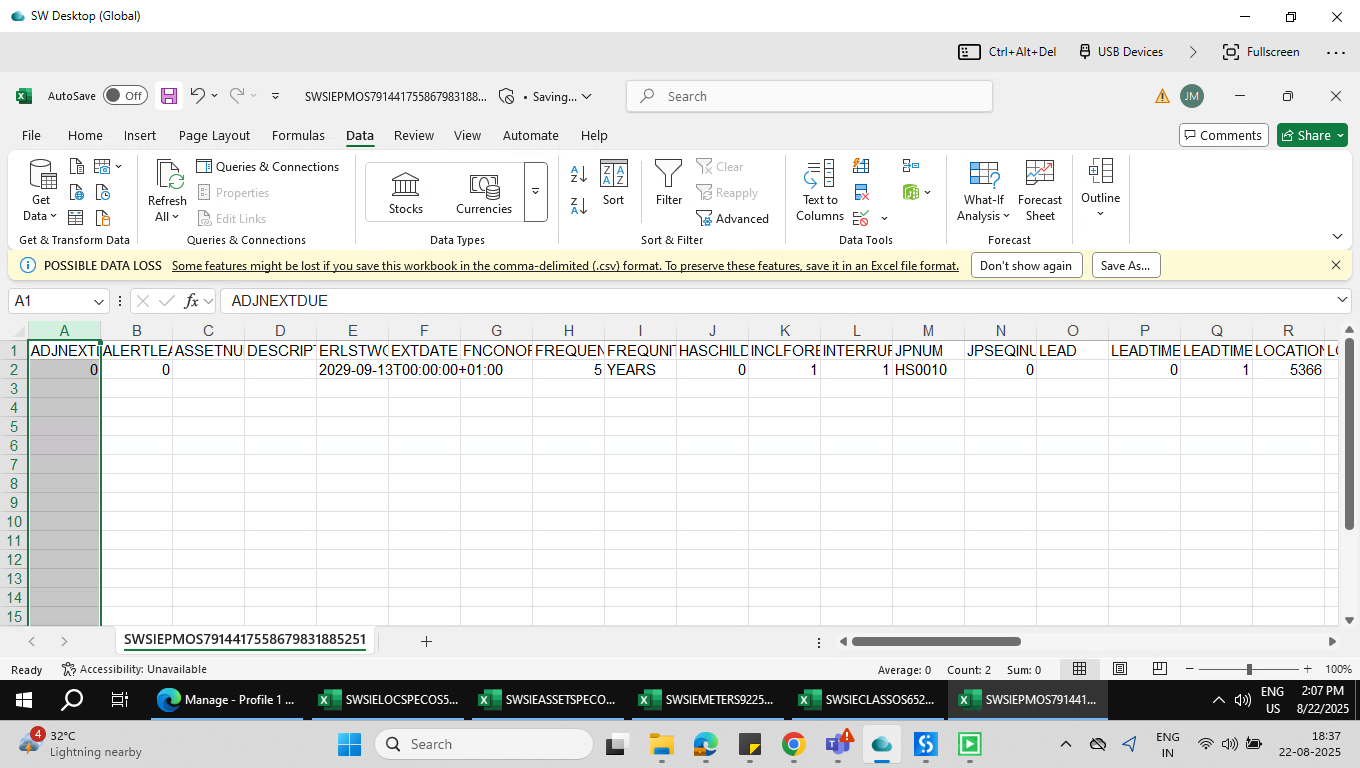 SW Desktop (Global)
Ctrl+Alt+Del USB Devices Fullscreen
AutoSave Off SWSIEPMOS791441755867983188... • Saving... Search JM
File Home Insert Page Layout Formulas Data Review View Automate Help Comments Share
Get Data
Refresh All
Queries & Connections
Properties
Edit Links
Stocks Currencies
Sort Filter
Clear
Reapply
Advanced
Text to Columns
What-If Analysis
Forecast Sheet
Outline
Get & Transform Data Queries & Connections Data Types Sort & Filter Data Tools Forecast
POSSIBLE DATA LOSS Some features might be lost if you save this workbook in the comma-delimited (.csv) format. To preserve these features, save it in an Excel file format. Don't show again Save As...
A1 fx ADJNEXTDUE
A B C D E F G H I J K L M N O P Q R
1 ADJNEXTD ALERTLEA ASSETNU DESCRIPT ERLSTWO EXTDATE FNCONOF FREQUEN FREQUNIT HASCHILD INCLFORE INTERRUP JPNUM JPSEQINU LEAD LEADTIME LEADTIME LOCATION LO
2 0 0 2029-09-13T00:00:00+01:00 5 YEARS 0 1 1 HS0010 0 0 1 5366
3
4
5
6
7
8
9
10
11
12
13
14
15
SWSIEPMOS7914417558679831885251
Ready Accessibility: Unavailable Average: 0 Count: 2 Sum: 0 100%
Manage - Profile 1 ... SWSIELOCSPECOS5... SWSIEASSETSPECO... SWSIEMETERS9225... SWSIECLASSOS652... SWSIEPMOS791441... ENG US 2:07 PM 8/22/2025
4 32°C Lightning nearby Search ENG IN 18:37 22-08-2025